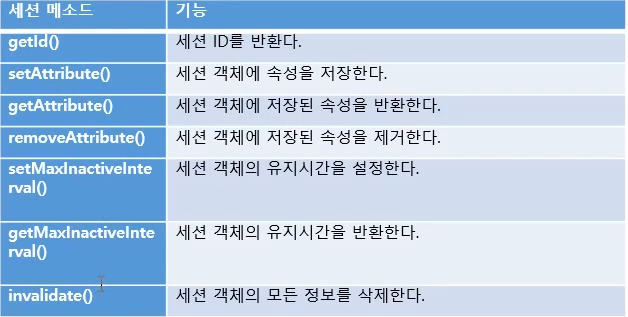 세션 메소드 기능
getId() 세션 ID를 반환다.
setAttribute() 세션 객체에 속성을 저장한다.
getAttribute() 세션 객체에 저장된 속성을 반환한다.
removeAttribute() 세션 객체에 저장된 속성을 제거한다.
setMaxInactiveInte 세션 객체의 유지시간을 설정한다.
rval()
getMaxInactiveInte 세션 객체의 유지시간을 반환한다.
rval()
invalidate() 세션 객체의 모든 정보를 삭제한다.